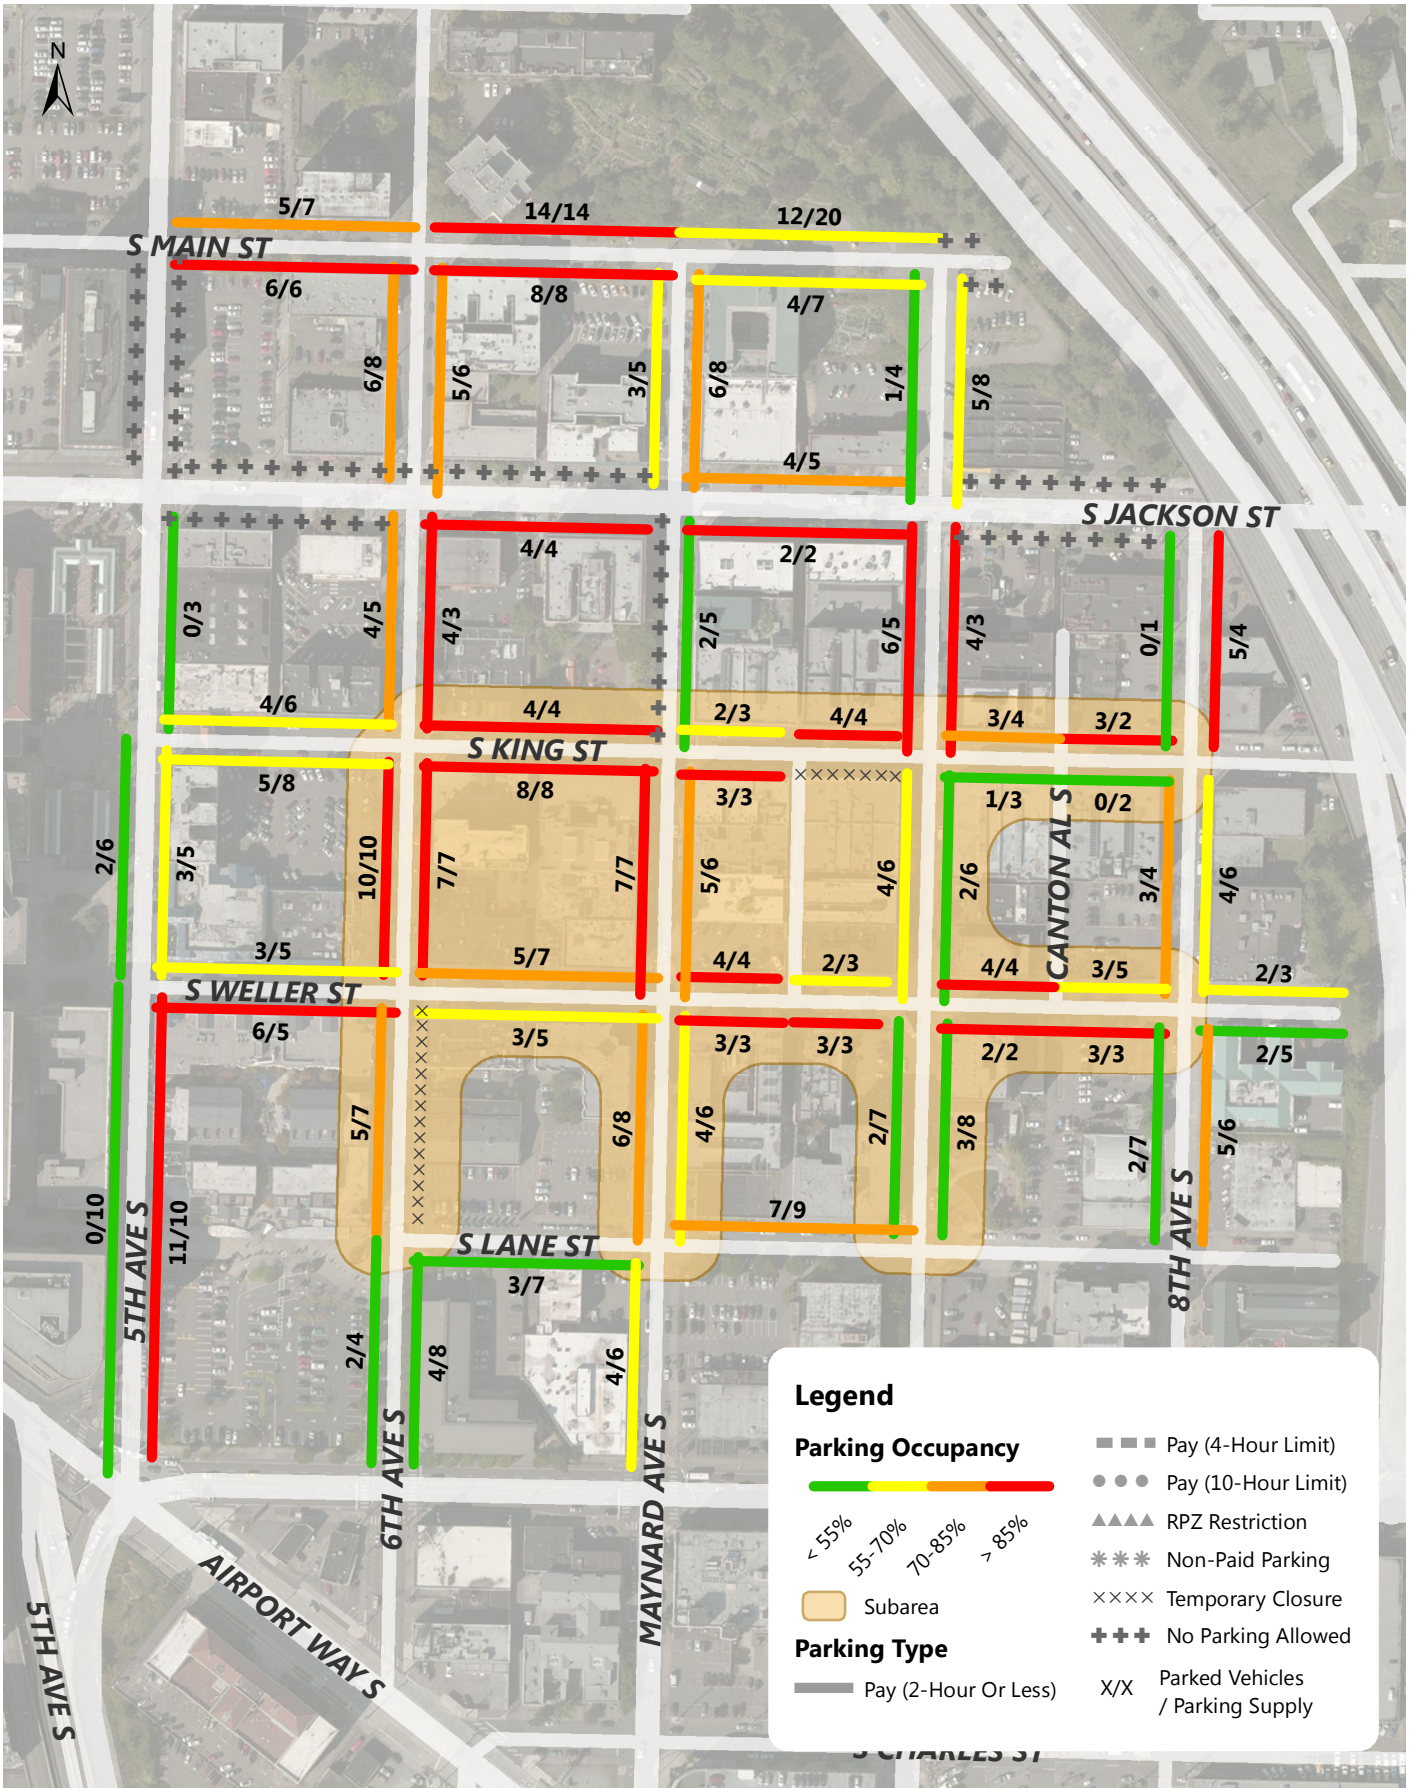 N
5/7
14/14
12/20
S MAIN ST
6/6
8/8
4/7
6/8
5/6
3/5
6/8
1/4
5/8
4/5
S JACKSON ST
4/4
2/2
0/3
4/5
4/3
2/5
6/5
4/3
0/1
5/4
4/6
4/4
2/3
4/4
3/4
3/2
S KING ST
5/8
8/8
3/3
1/3
0/2
2/6
3/5
10/10
7/7
7/7
5/6
4/6
2/6
CANTON AL S
3/4
4/6
3/5
5/7
4/4
2/3
4/4
3/5
2/3
S WELLER ST
6/5
3/5
3/3
3/3
2/2
3/3
2/5
5/7
6/8
4/6
2/7
3/8
2/7
5/6
0/10
5TH AVE S
11/10
7/9
8TH AVE S
S LANE ST
3/7
2/4
4/8
4/6
6TH AVE S
MAYNARD AVE S
AIRPORT WAY S
5TH AVE S
Legend
Parking Occupancy
< 55%
55-70%
70-85%
> 85%
Subarea
Parking Type
Pay (2-Hour Or Less)
Pay (4-Hour Limit)
Pay (10-Hour Limit)
RPZ Restriction
Non-Paid Parking
Temporary Closure
No Parking Allowed
X/X
Parked Vehicles
/ Parking Supply
S CHARLES ST